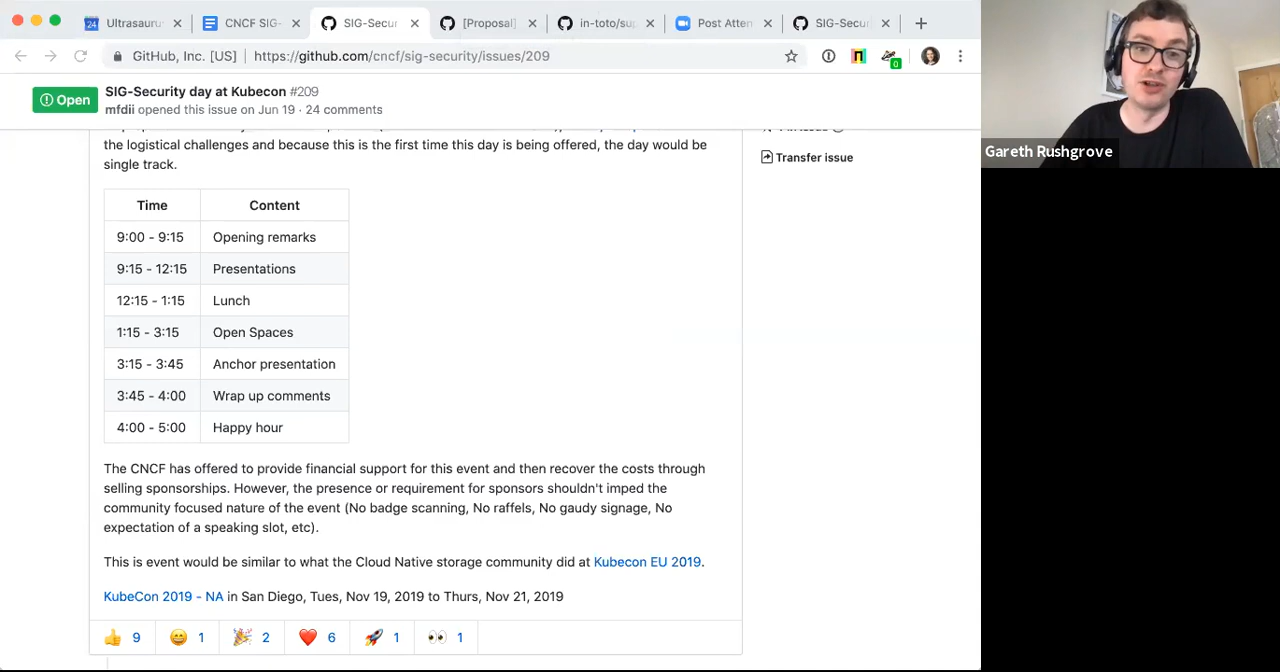 24 Ultrasaurus
CNCF SIG-
SIG-Secur
[Proposal]
in-toto/sup
Post Atten
SIG-Secur
GitHub, Inc. [US] | https://github.com/cncf/sig-security/issues/209
0
Open
SIG-Security day at Kubecon #209
mfdii opened this issue on Jun 19 · 24 comments
the logistical challenges and because this is the first time this day is being offered, the day would be
single track.
Transfer issue
Time Content
9:00 - 9:15 Opening remarks
9:15 - 12:15 Presentations
12:15 - 1:15 Lunch
1:15 - 3:15 Open Spaces
3:15 - 3:45 Anchor presentation
3:45 - 4:00 Wrap up comments
4:00 - 5:00 Happy hour
The CNCF has offered to provide financial support for this event and then recover the costs through
selling sponsorships. However, the presence or requirement for sponsors shouldn't imped the
community focused nature of the event (No badge scanning, No raffels, No gaudy signage, No
expectation of a speaking slot, etc).
This is event would be similar to what the Cloud Native storage community did at Kubecon EU 2019.
KubeCon 2019 - NA in San Diego, Tues, Nov 19, 2019 to Thurs, Nov 21, 2019
9 1 2 6 1 1
Gareth Rushgrove